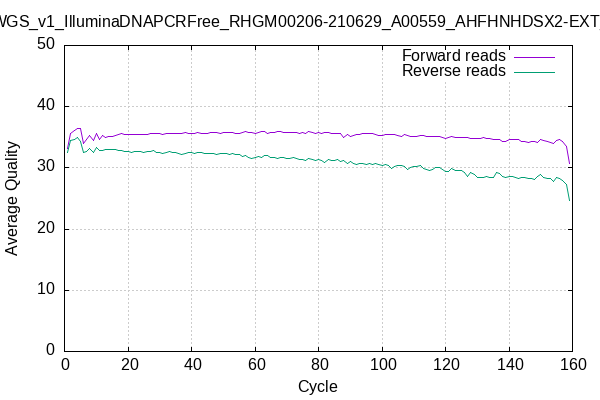 WGS_v1_IlluminaDNAPCRFree_RHGM00206-210629_A00559_AHFHNHDSX2-EXT
Forward reads
Reverse reads
50
40
30
20
10
0
Average Quality
0 20 40 60 80 100 120 140 160
Cycle